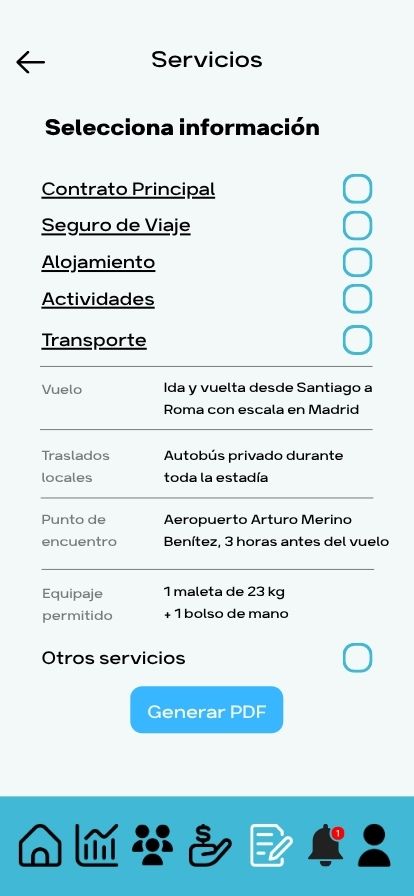 Servicios
Selecciona información
Contrato Principal
Seguro de Viaje
Alojamiento
Actividades
Transporte
Vuelo
Ida y vuelta desde Santiago a
Roma con escala en Madrid
Traslados
locales
Autobús privado durante
toda la estadía
Punto de
encuentro
Aeropuerto Arturo Merino
Benítez, 3 horas antes del vuelo
Equipaje
permitido
1 maleta de 23 kg
+ 1 bolso de mano
Otros servicios
Generar PDF
$
1